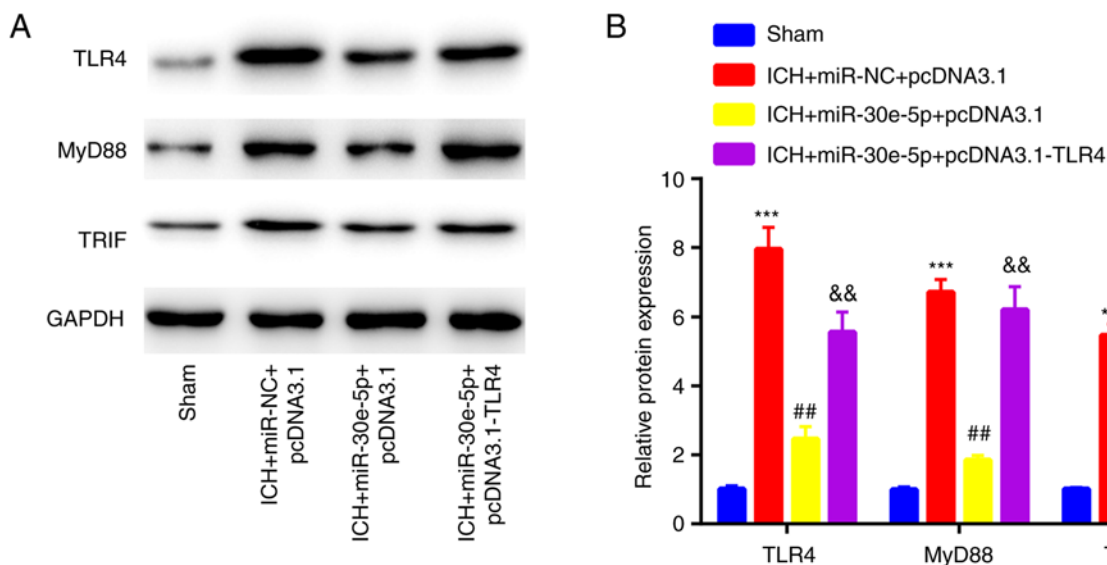 A
TLR4
MyD88
TRIF
GAPDH
Sham
ICH+miR-NC+
pcDNA3.1
ICH+miR-30e-5p+
pcDNA3.1
ICH+miR-30e-5p+
pcDNA3.1-TLR4
B
Sham
ICH+miR-NC+pcDNA3.1
ICH+miR-30e-5p+pcDNA3.1
ICH+miR-30e-5p+pcDNA3.1-TLR4
Relative protein expression
10
8
6
4
2
0
***
##
&&
***
##
&&
TLR4
MyD88